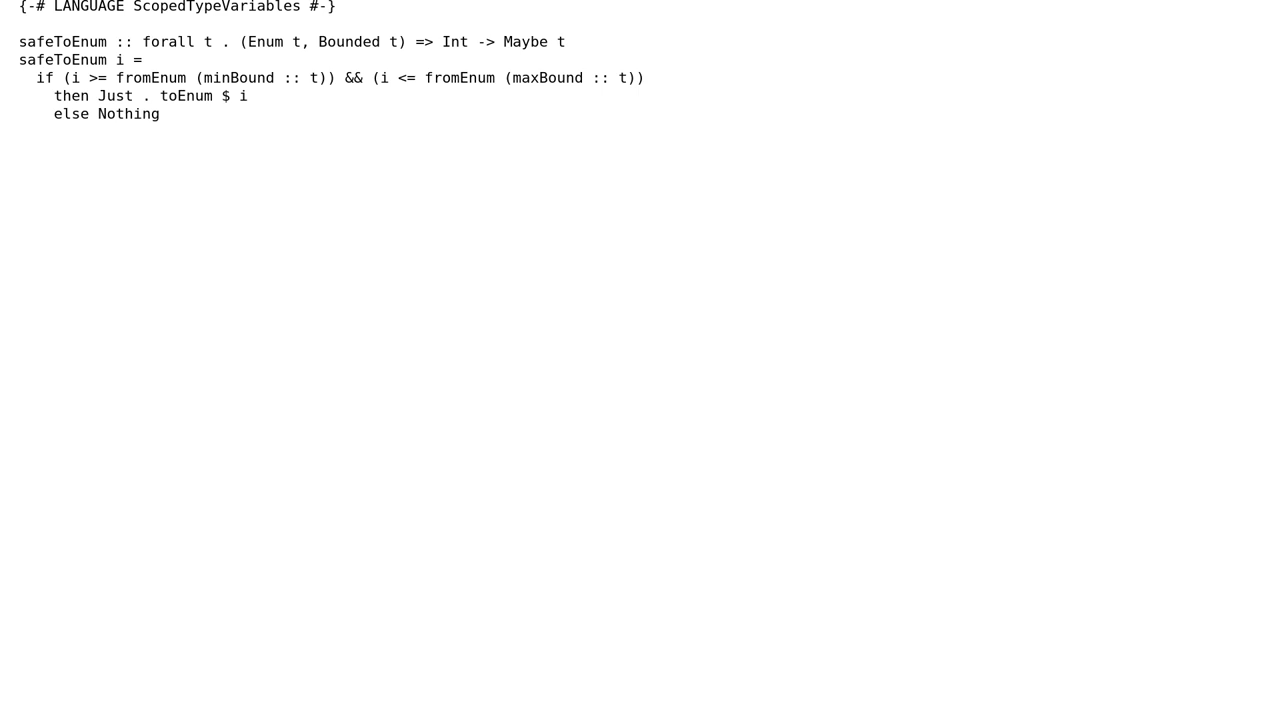 {-# LANGUAGE ScopedTypeVariables #-}
safeToEnum :: forall t . (Enum t, Bounded t) => Int -> Maybe t
safeToEnum i =
  if (i >= fromEnum (minBound :: t)) && (i <= fromEnum (maxBound :: t))
    then Just . toEnum $ i
    else Nothing